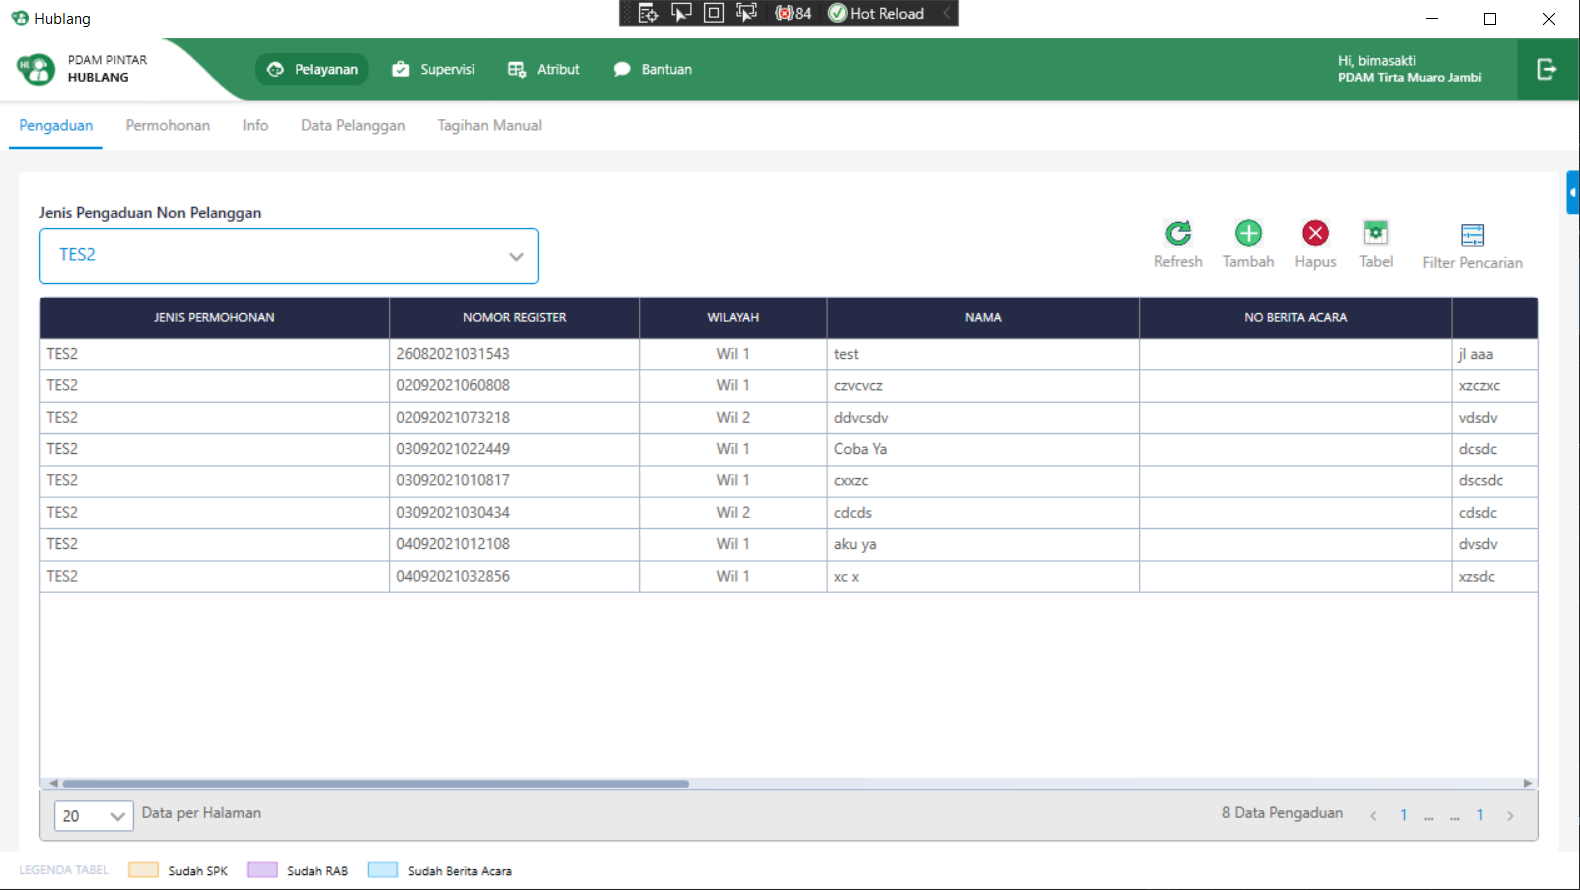 Hublang
84 Hot Reload
PDAM PINTAR
HUBLANG
Pelayanan Supervisi Atribut Bantuan
Hi, bimasakti
PDAM Tirta Muaro Jambi
Pengaduan Permohonan Info Data Pelanggan Tagihan Manual
Jenis Pengaduan Non Pelanggan
TES2
Refresh Tambah Hapus Tabel Filter Pencarian
JENIS PERMOHONAN NOMOR REGISTER WILAYAH NAMA NO BERITA ACARA
TES2 26082021031543 Wil 1 test jl aaa
TES2 02092021060808 Wil 1 czvcvcz xzczxc
TES2 02092021073218 Wil 2 ddvcsdv vdsdv
TES2 03092021022449 Wil 1 Coba Ya dcsdc
TES2 03092021010817 Wil 1 cxxzc dscsdc
TES2 03092021030434 Wil 2 cdcds cdsdc
TES2 04092021012108 Wil 1 aku ya dvsdv
TES2 04092021032856 Wil 1 xc x xzsdc
20 Data per Halaman 8 Data Pengaduan < 1 ... ... 1 >
LEGENDA TABEL Sudah SPK Sudah RAB Sudah Berita Acara